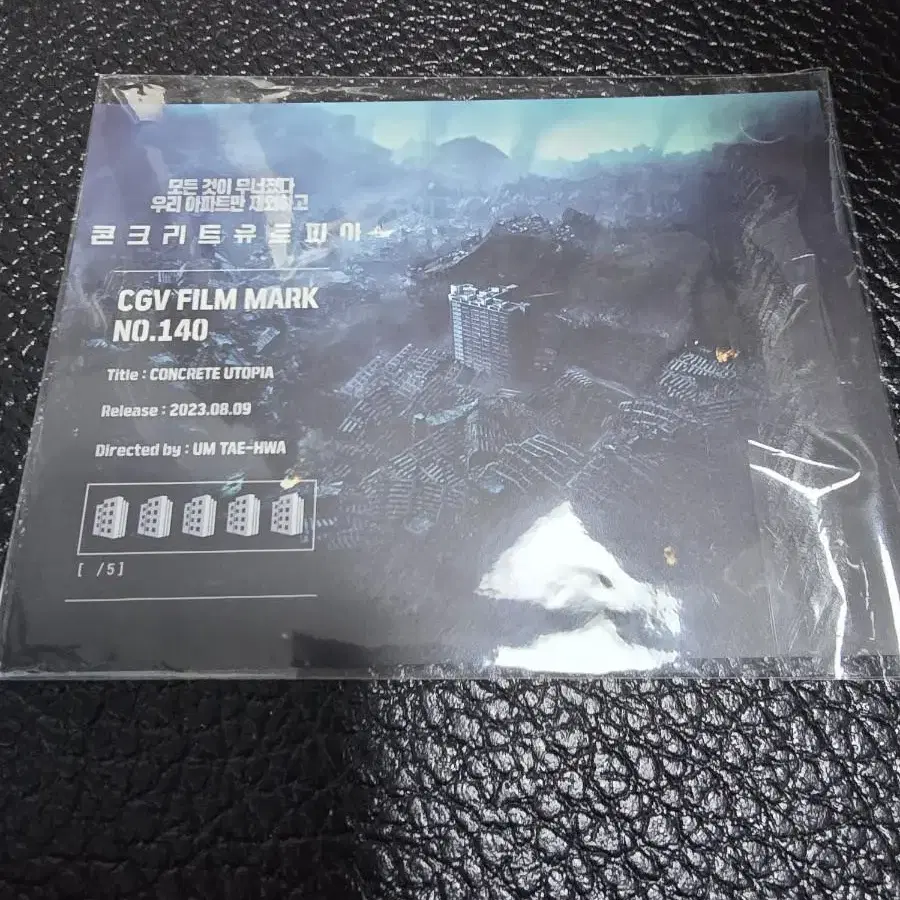 모든 것이 무너졌다
우리 아파트만 제외하고
콘크리트유토피아
CGV FILM MARK
NO.140
Title : CONCRETE UTOPIA
Release : 2023.08.09
Directed by : UM TAE-HWA
[ /5]